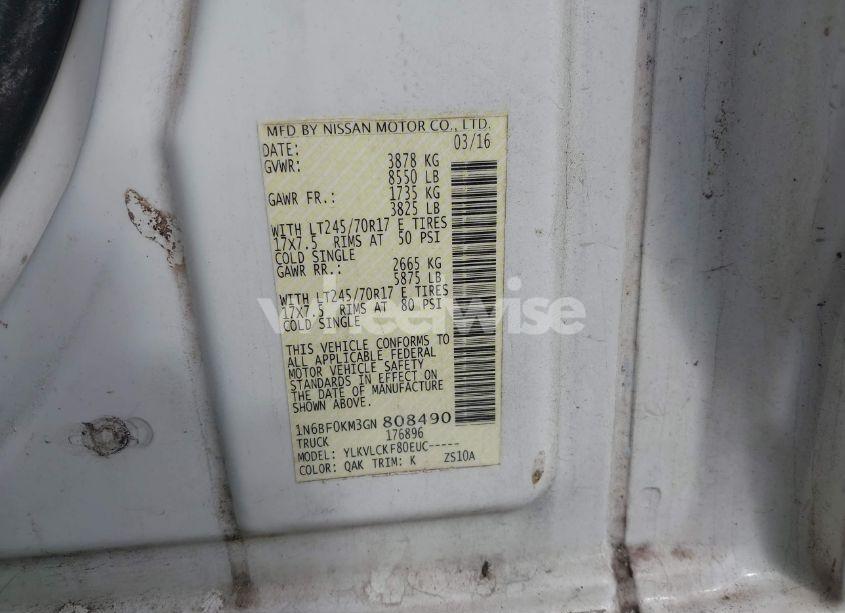 MFD BY NISSAN MOTOR CO., LTD.
DATE: 03/16
GVWR: 3878 KG
8550 LB
GAWR FR.: 1735 KG
3825 LB
WITH LT245/70R17 E TIRES
17X7.5 RIMS AT 50 PSI
COLD SINGLE
GAWR RR.: 2665 KG
5875 LB
WITH LT245/70R17 E TIRES
17X7.5 RIMS AT 80 PSI
COLD SINGLE
wheelwise
THIS VEHICLE CONFORMS TO
ALL APPLICABLE FEDERAL
MOTOR VEHICLE SAFETY
STANDARDS IN EFFECT ON
THE DATE OF MANUFACTURE
SHOWN ABOVE.
1N6BF0KM3GN 808490
TRUCK 176896
MODEL: YLKVLCKF80EUC-----
COLOR: QAK TRIM: K ZS10A